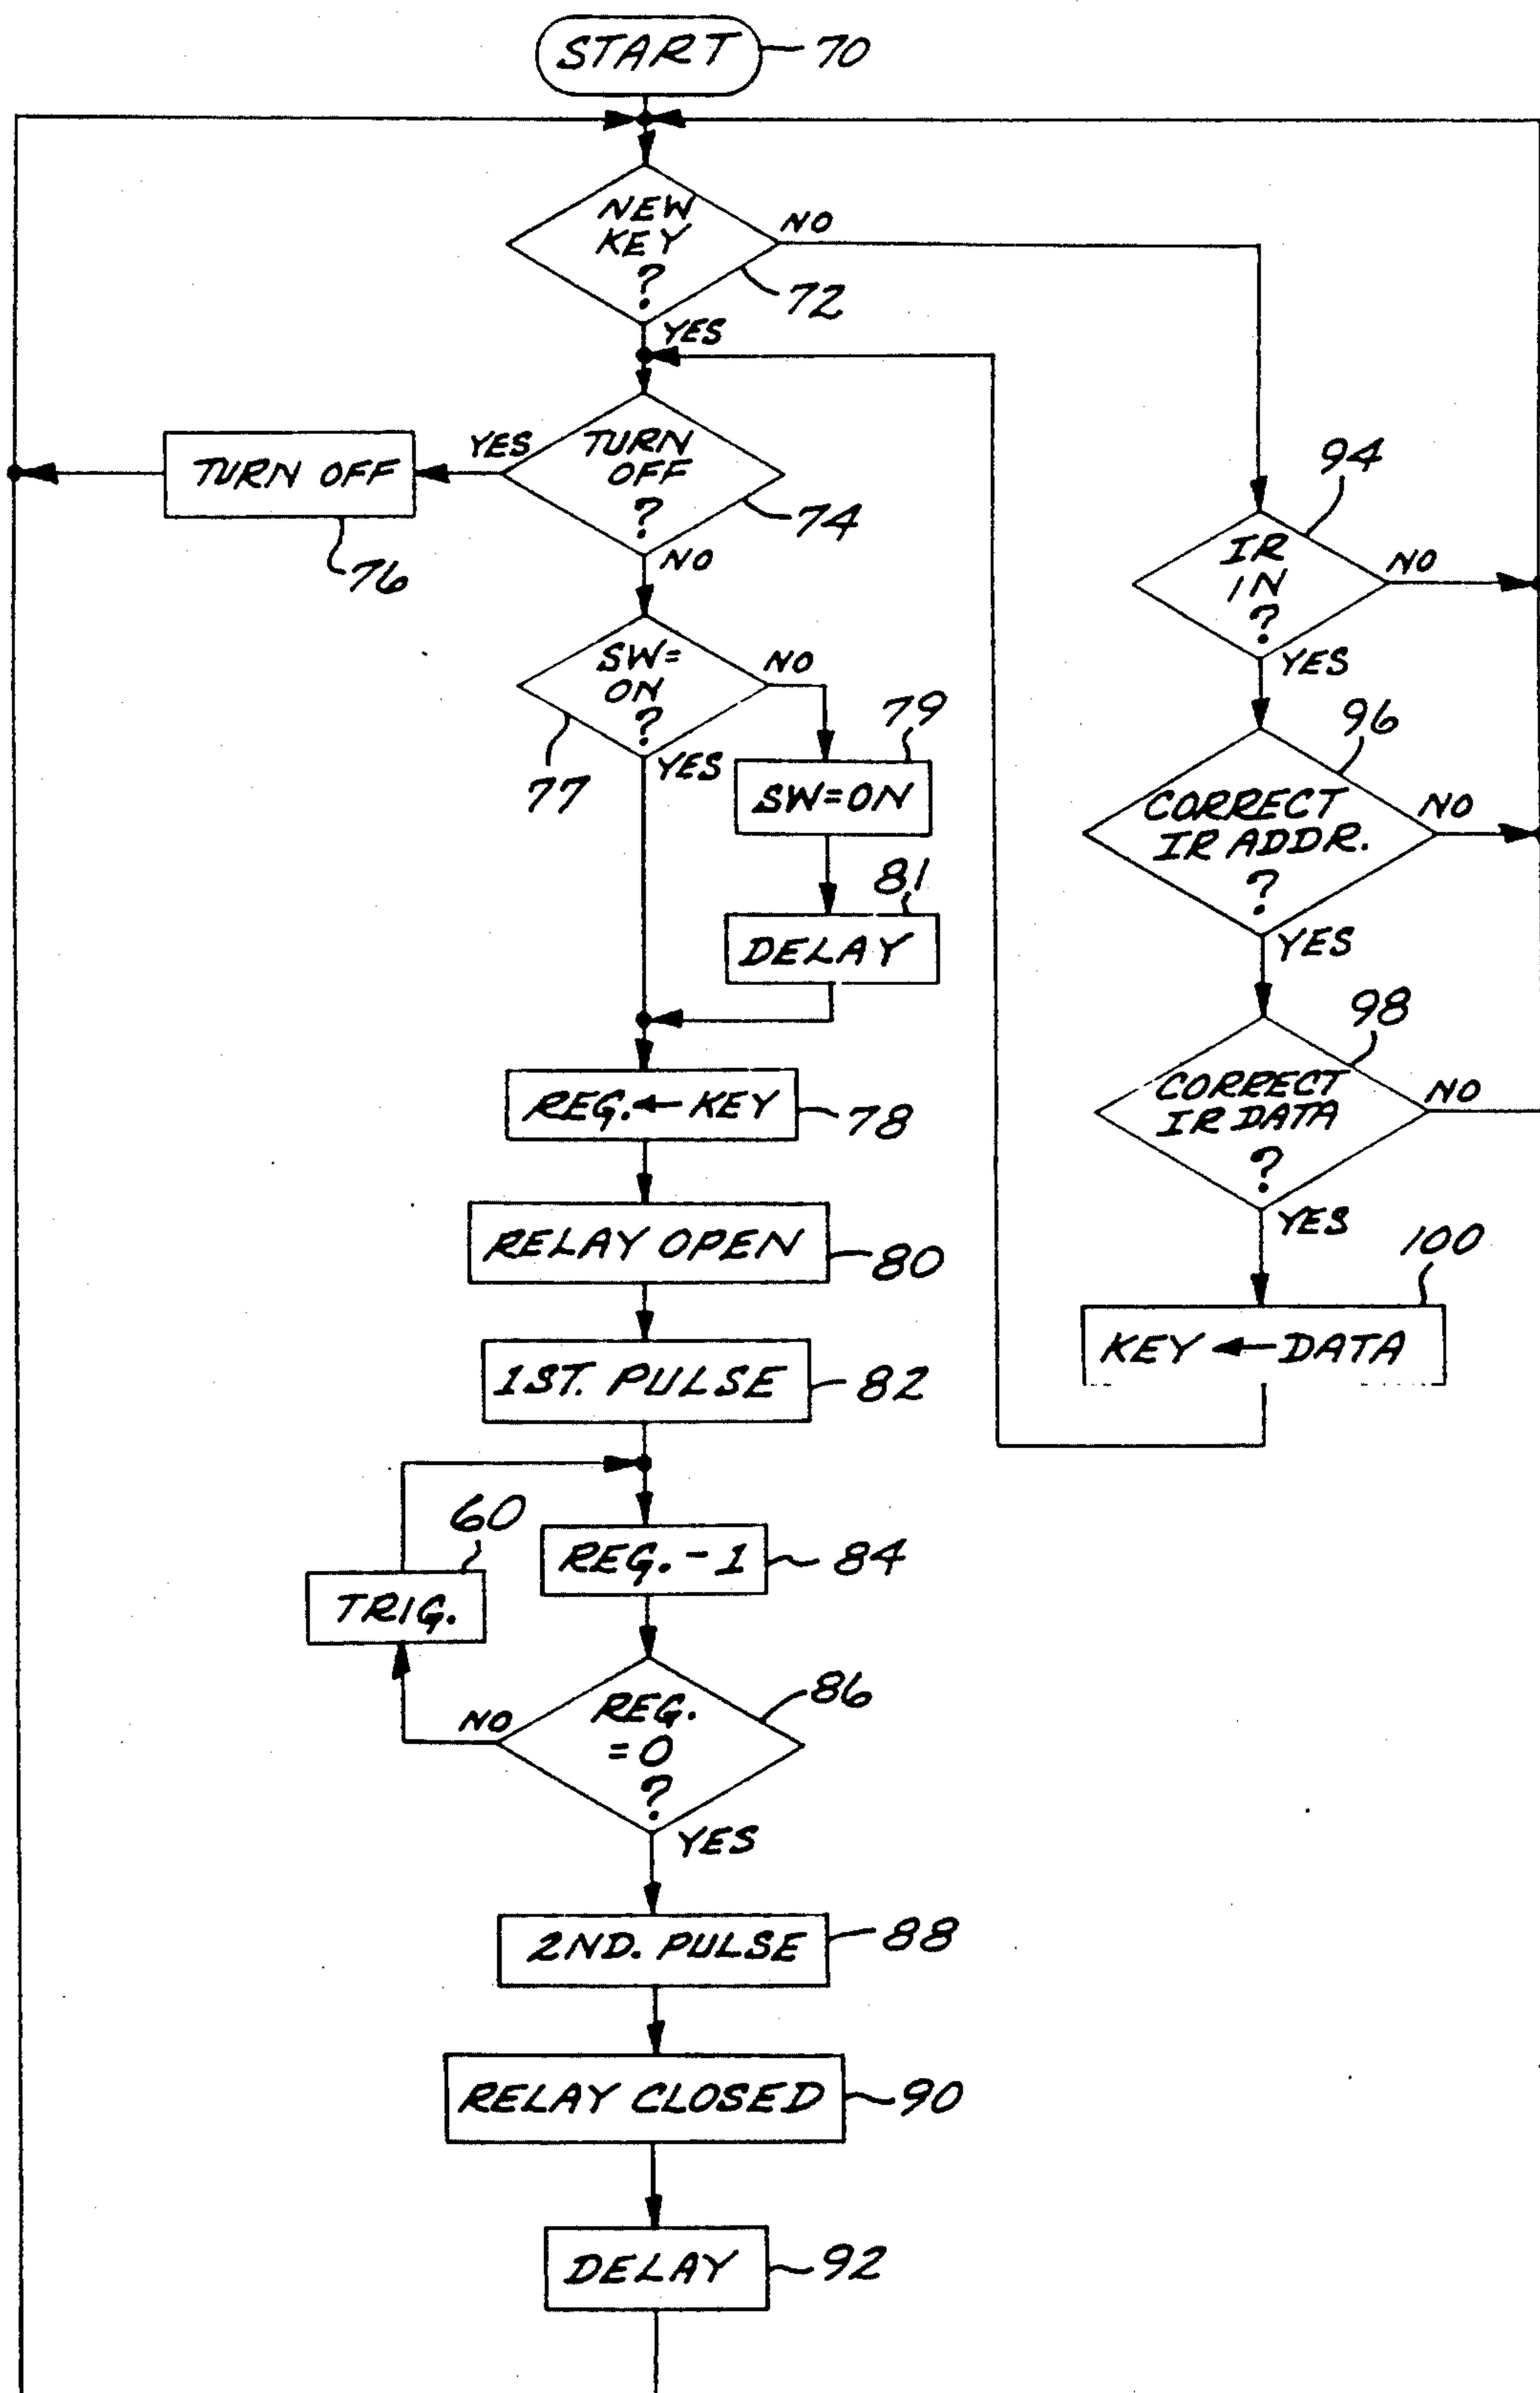 START
70
NEW
KEY
?
NO
72
YES
TURN OFF
76
YES
TURN
OFF
?
74
NO
SW=
ON
?
NO
77
YES
79
SW=ON
81
DELAY
REG. ← KEY
78
RELAY OPEN
80
1ST. PULSE
82
60
TRIG.
REG. - 1
84
REG.
= 0
?
86
NO
YES
2ND. PULSE
88
RELAY CLOSED
90
DELAY
92
94
IR
IN
?
NO
YES
96
CORRECT
IR ADDR.
?
NO
YES
98
CORRECT
IR DATA
?
NO
YES
100
KEY ← DATA